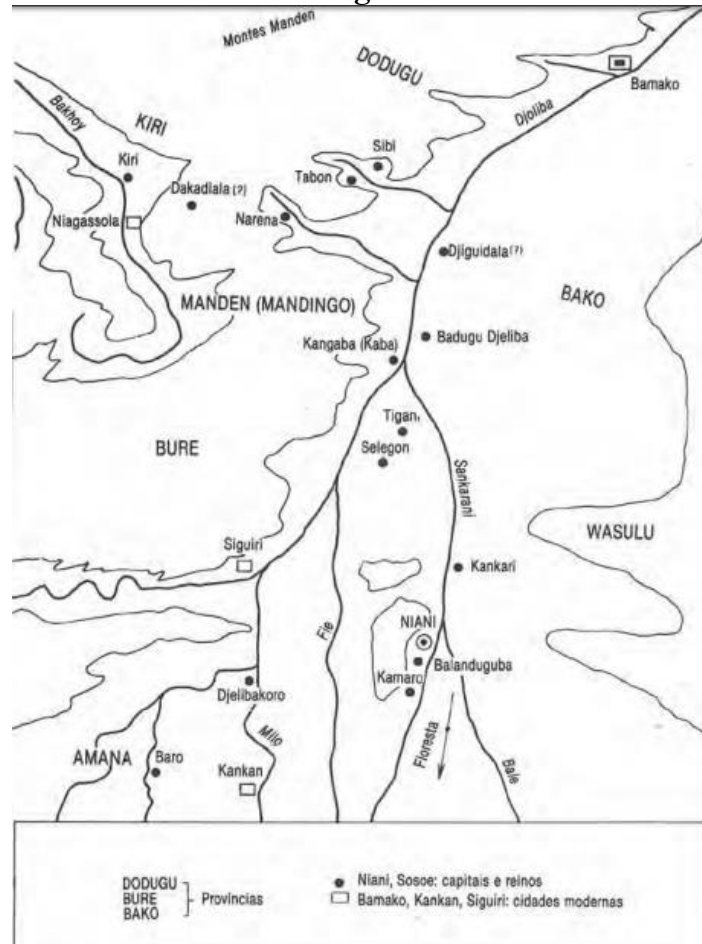 Montes Manden
DODUGU
Bamako
Djoliba
Bakhoy
KIRI
Sibi
Kiri
Tabon
Dakadiala (?)
Niagassola
Narena
Djiguidala (?)
MANDEN (MANDINGO)
BAKO
Badugu Djeliba
Kangaba (Kaba)
Tigan
Selegon
BURE
Sankarani
WASULU
Siguiri
Kankari
NIANI
Fie
Balanduguba
Kamaro
Djelibakoro
Floresta
Milo
AMANA
Baro
Kankan
Bale
DODUGU
BURE
BAKO
Províncias
Niani, Sosoe: capitais e reinos
Bamako, Kankan, Siguiri: cidades modernas